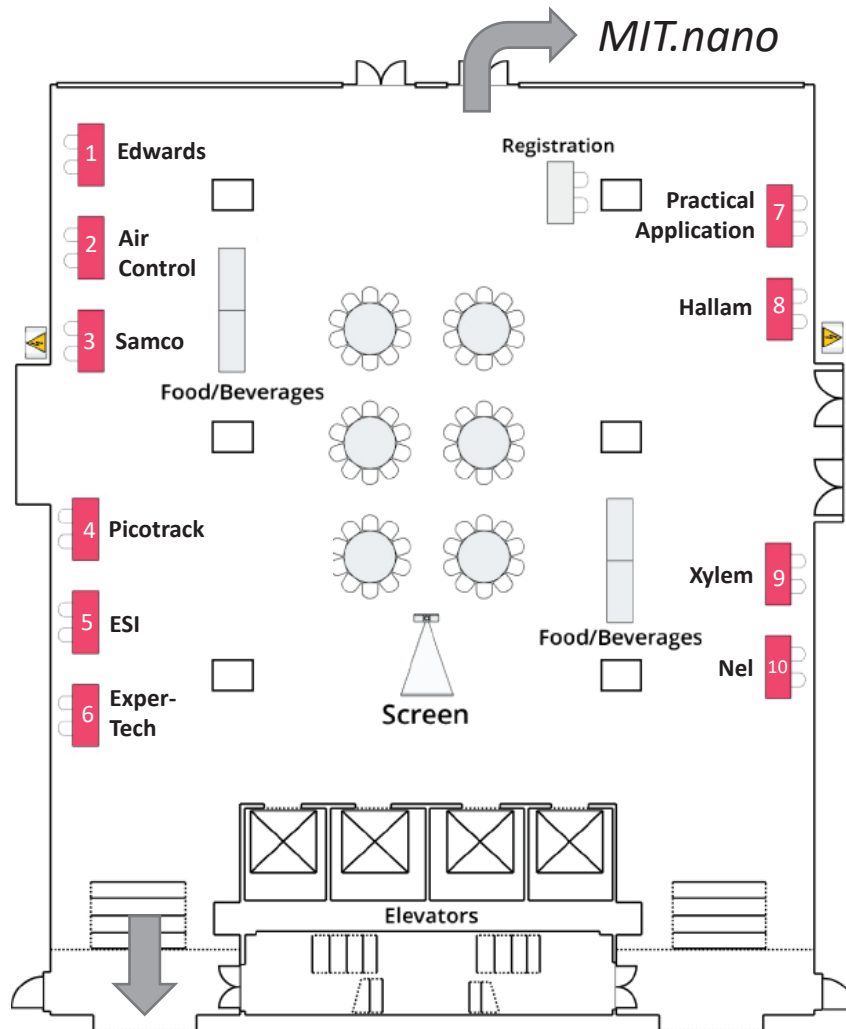 MIT.nano
1 Edwards
Registration
2 Air
Control
7 Practical
Application
3 Samco
8 Hallam
Food/Beverages
4 Picotrack
5 ESI
9 Xylem
Food/Beverages
10 Nel
6 Exper-
Tech
Screen
Elevators